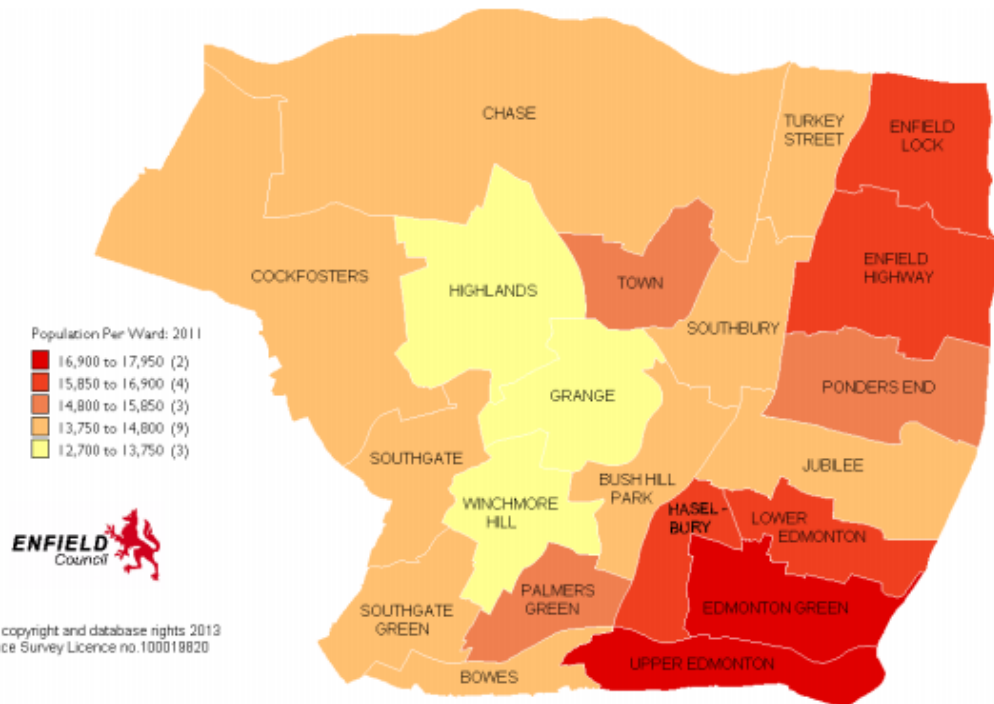 CHASE
TURKEY
STREET
ENFIELD
LOCK
COCKFOSTERS
HIGHLANDS
TOWN
ENFIELD
HIGHWAY
SOUTHBURY
Population Per Ward: 2011
16,900 to 17,950 (2)
15,850 to 16,900 (4)
14,800 to 15,850 (3)
13,750 to 14,800 (9)
12,700 to 13,750 (3)
GRANGE
PONDERS END
SOUTHGATE
BUSH HILL
PARK
JUBILEE
WINCHMORE
HILL
HASEL-
BURY
LOWER
EDMONTON
ENFIELD
Council
SOUTHGATE
GREEN
PALMERS
GREEN
EDMONTON GREEN
copyright and database rights 2013
ce Survey Licence no.100019820
BOWES
UPPER EDMONTON